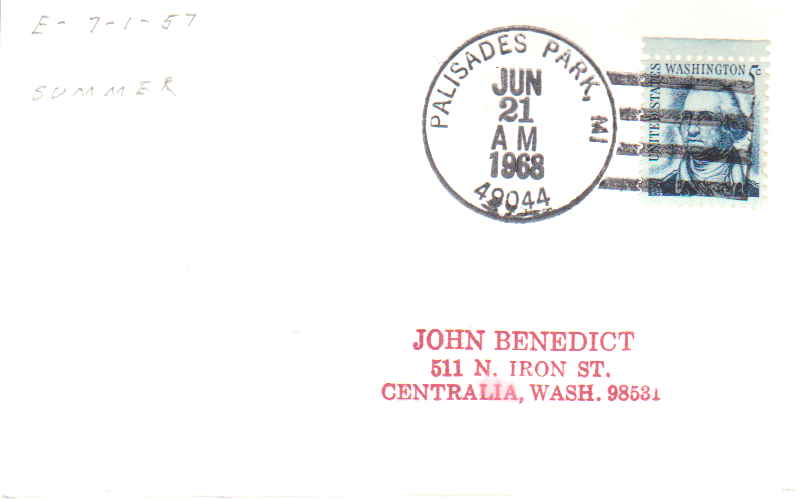 E- 7-1-57
SUMMER
PALISADES PARK, MI
JUN
21
AM
1968
49044
UNITED STATES
WASHINGTON 5c
JOHN BENEDICT
511 N. IRON ST.
CENTRALIA, WASH. 98531